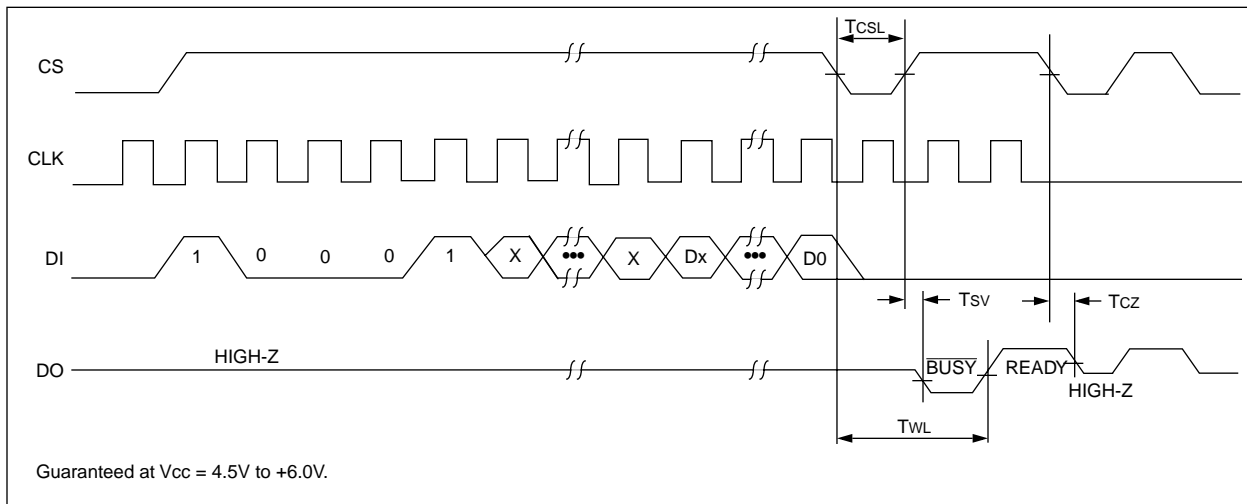 TCSL
CS
CLK
DI
1 0 0 0 1 X ••• X Dx ••• D0
TSV
TCZ
HIGH-Z
DO
BUSY
READY
HIGH-Z
TWL
Guaranteed at Vcc = 4.5V to +6.0V.